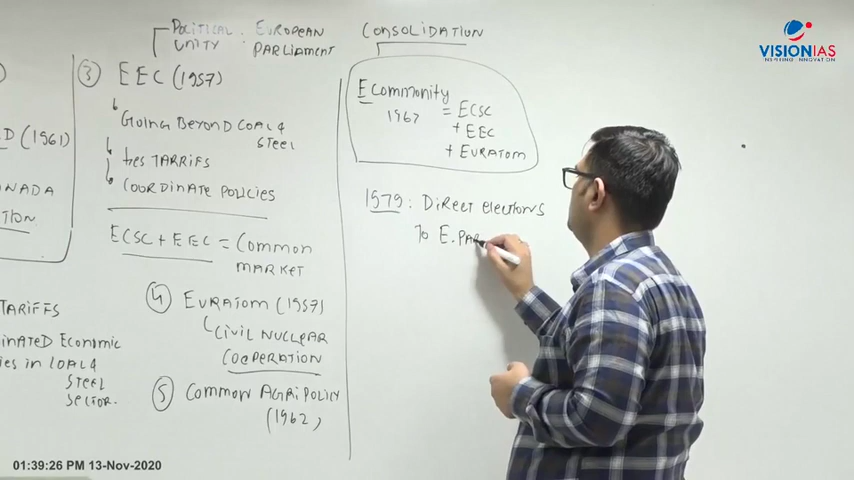 POLITICAL . EUROPEAN
UNITY PARLIAMENT
3 EEC (1957)
GOING BEYOND COAL &
STEEL
TARRIFS
COORDINATE POLICIES
ECSC + EEC = COMMON
MARKET
4 EURATOM (1957)
CIVIL NUCLEAR
COOPERATION
5 COMMON AGRI POLICY
(1962)
D (1961)
NADA
TION
TARIFFS
INATED ECONOMIC
IES IN COAL &
STEEL
SECTOR.
CONSOLIDATION
E COMMONITY
1967 = ECSC
+ EEC
+ EURATOM
1979 : DIRECT ELECTIONS
TO E. PAR
VISIONIAS
INSPIRING INNOVATION
01:39:26 PM 13-Nov-2020